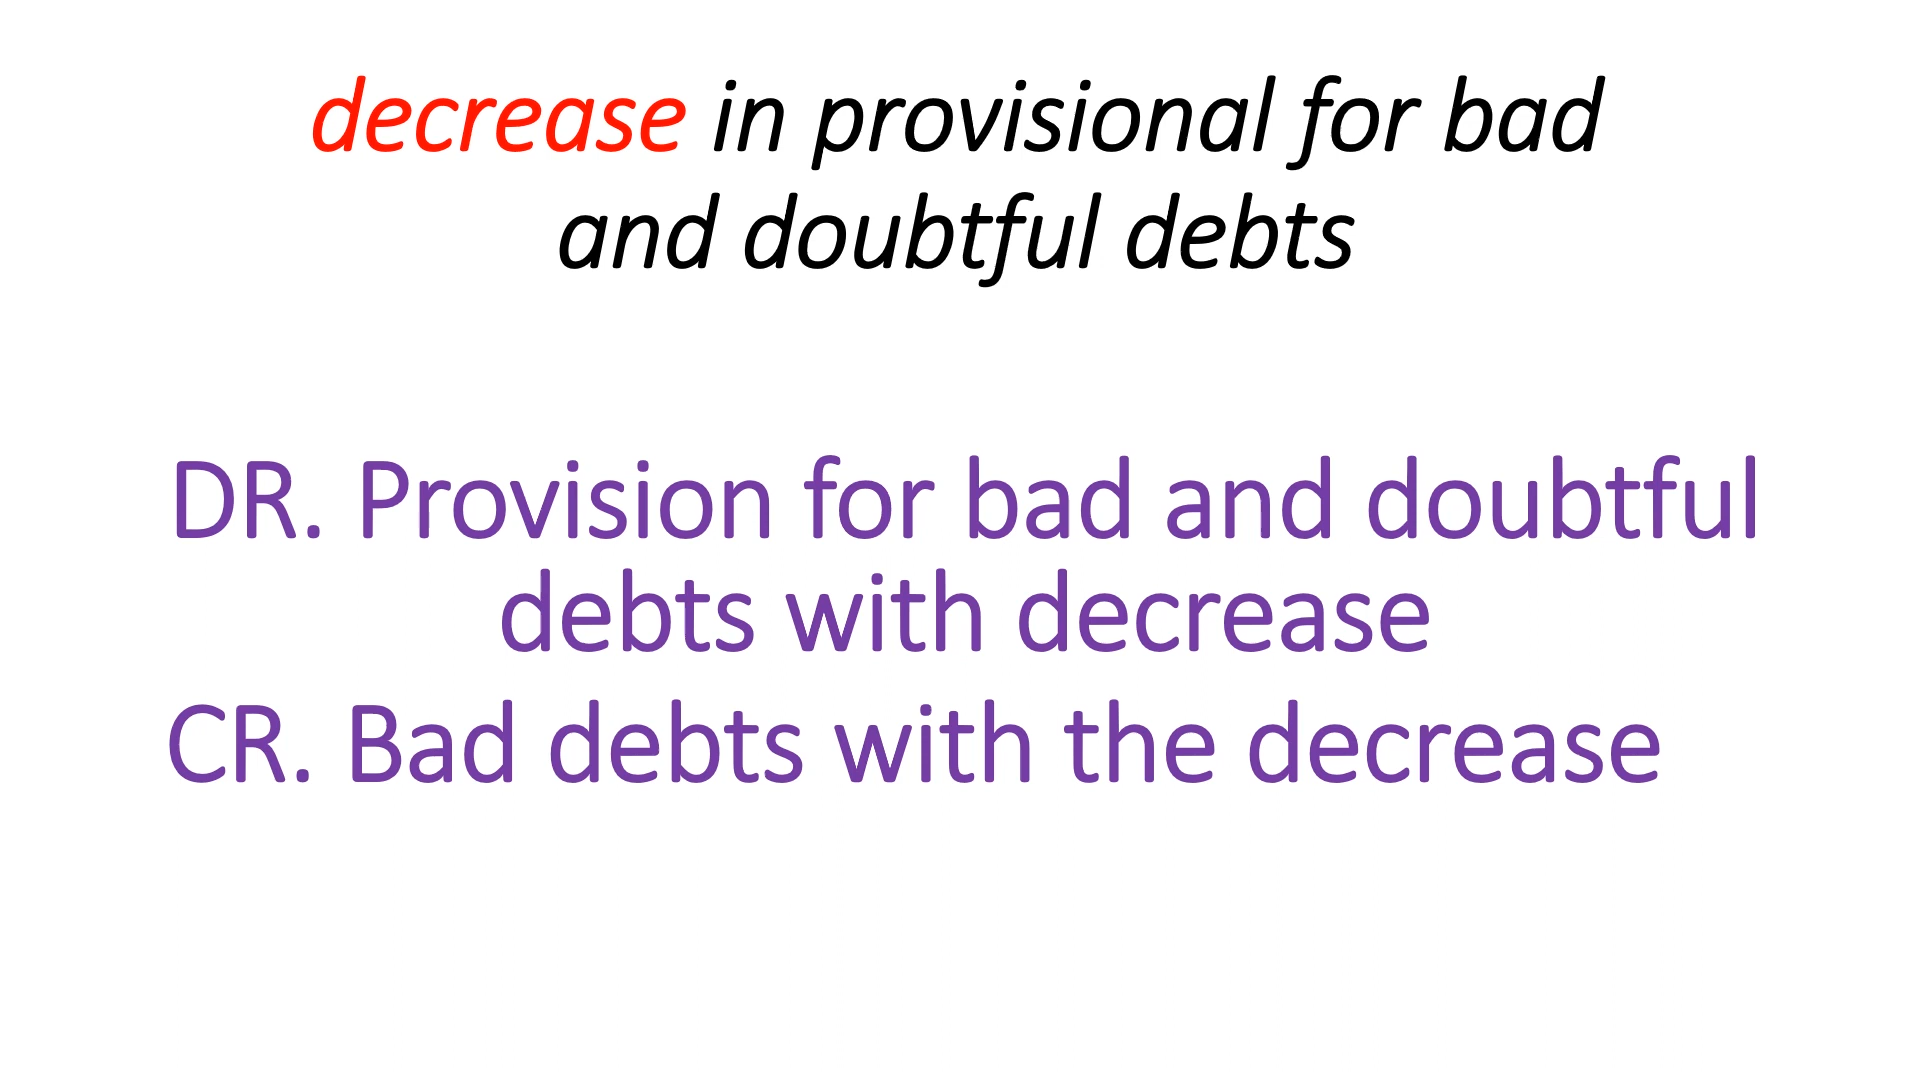 decrease in provisional for bad
and doubtful debts
DR. Provision for bad and doubtful
debts with decrease
CR. Bad debts with the decrease